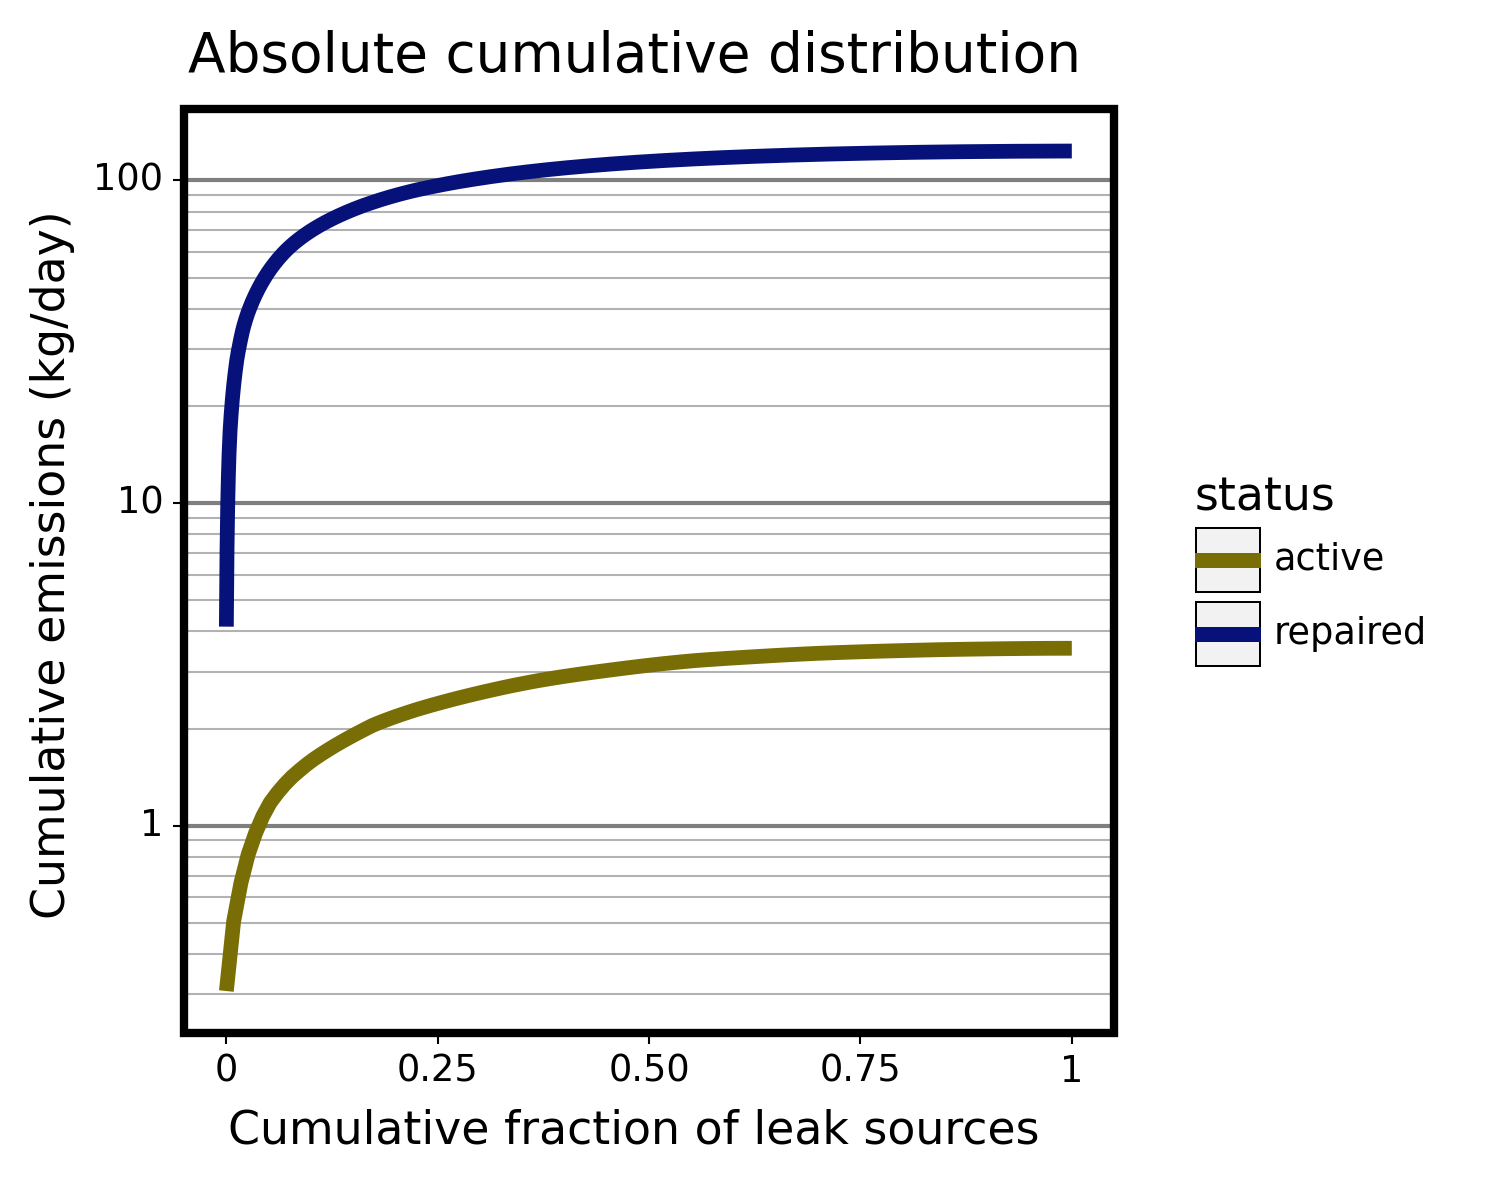 Absolute cumulative distribution
Cumulative emissions (kg/day)
100
10
1
0
0.25
0.50
0.75
1
Cumulative fraction of leak sources
status
active
repaired